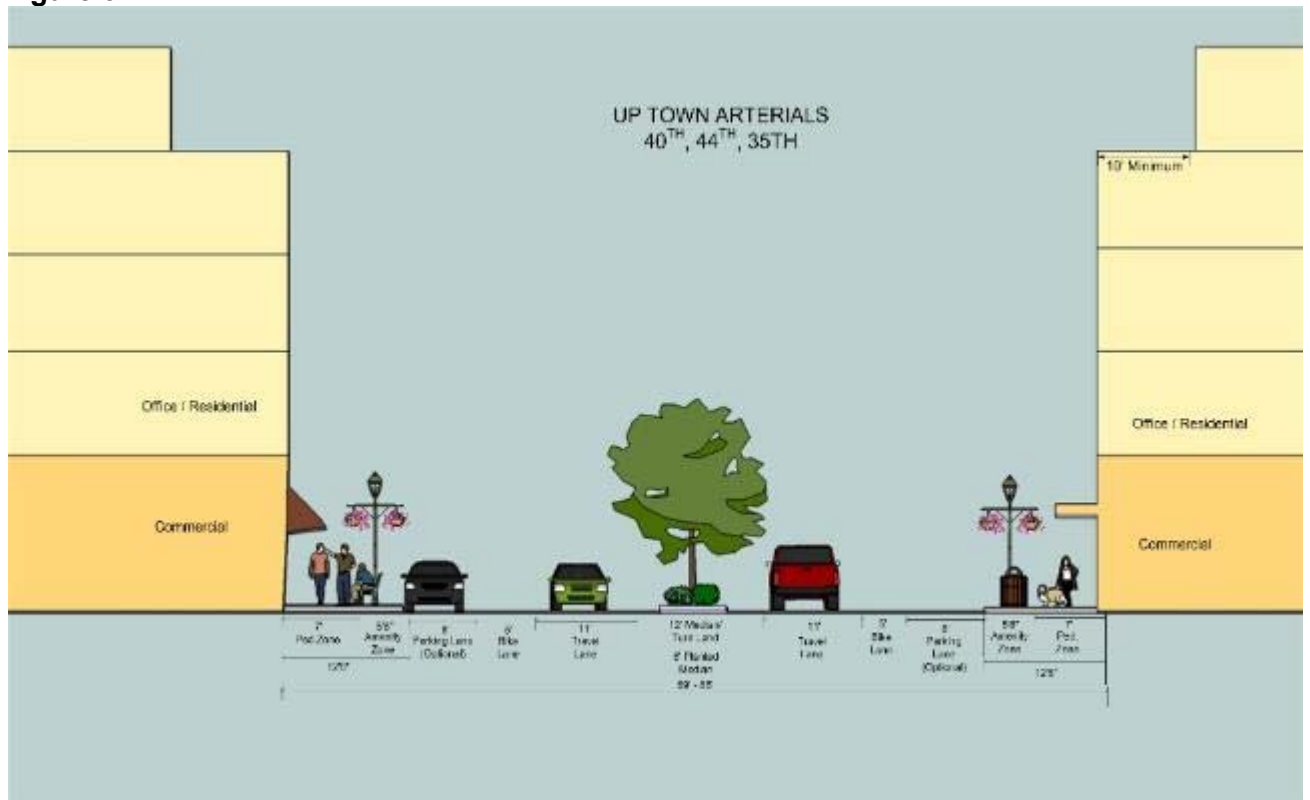 UP TOWN ARTERIALS
40TH, 44TH, 35TH
10' Minimum
Office / Residential
Office / Residential
Commercial
Commercial
7'
Ped Zone
5'6"
Amenity
Zone
12'6"
8'
Parking Lane
(Optional)
Bike
Lane
11'
Travel
Lane
12' Median/
Turn Land
Planted
Median
11'
Travel
Lane
Bike
Lane
8'
Parking
Lane
(Optional)
5'6"
Amenity
Zone
7'
Ped.
Zone
12'6"